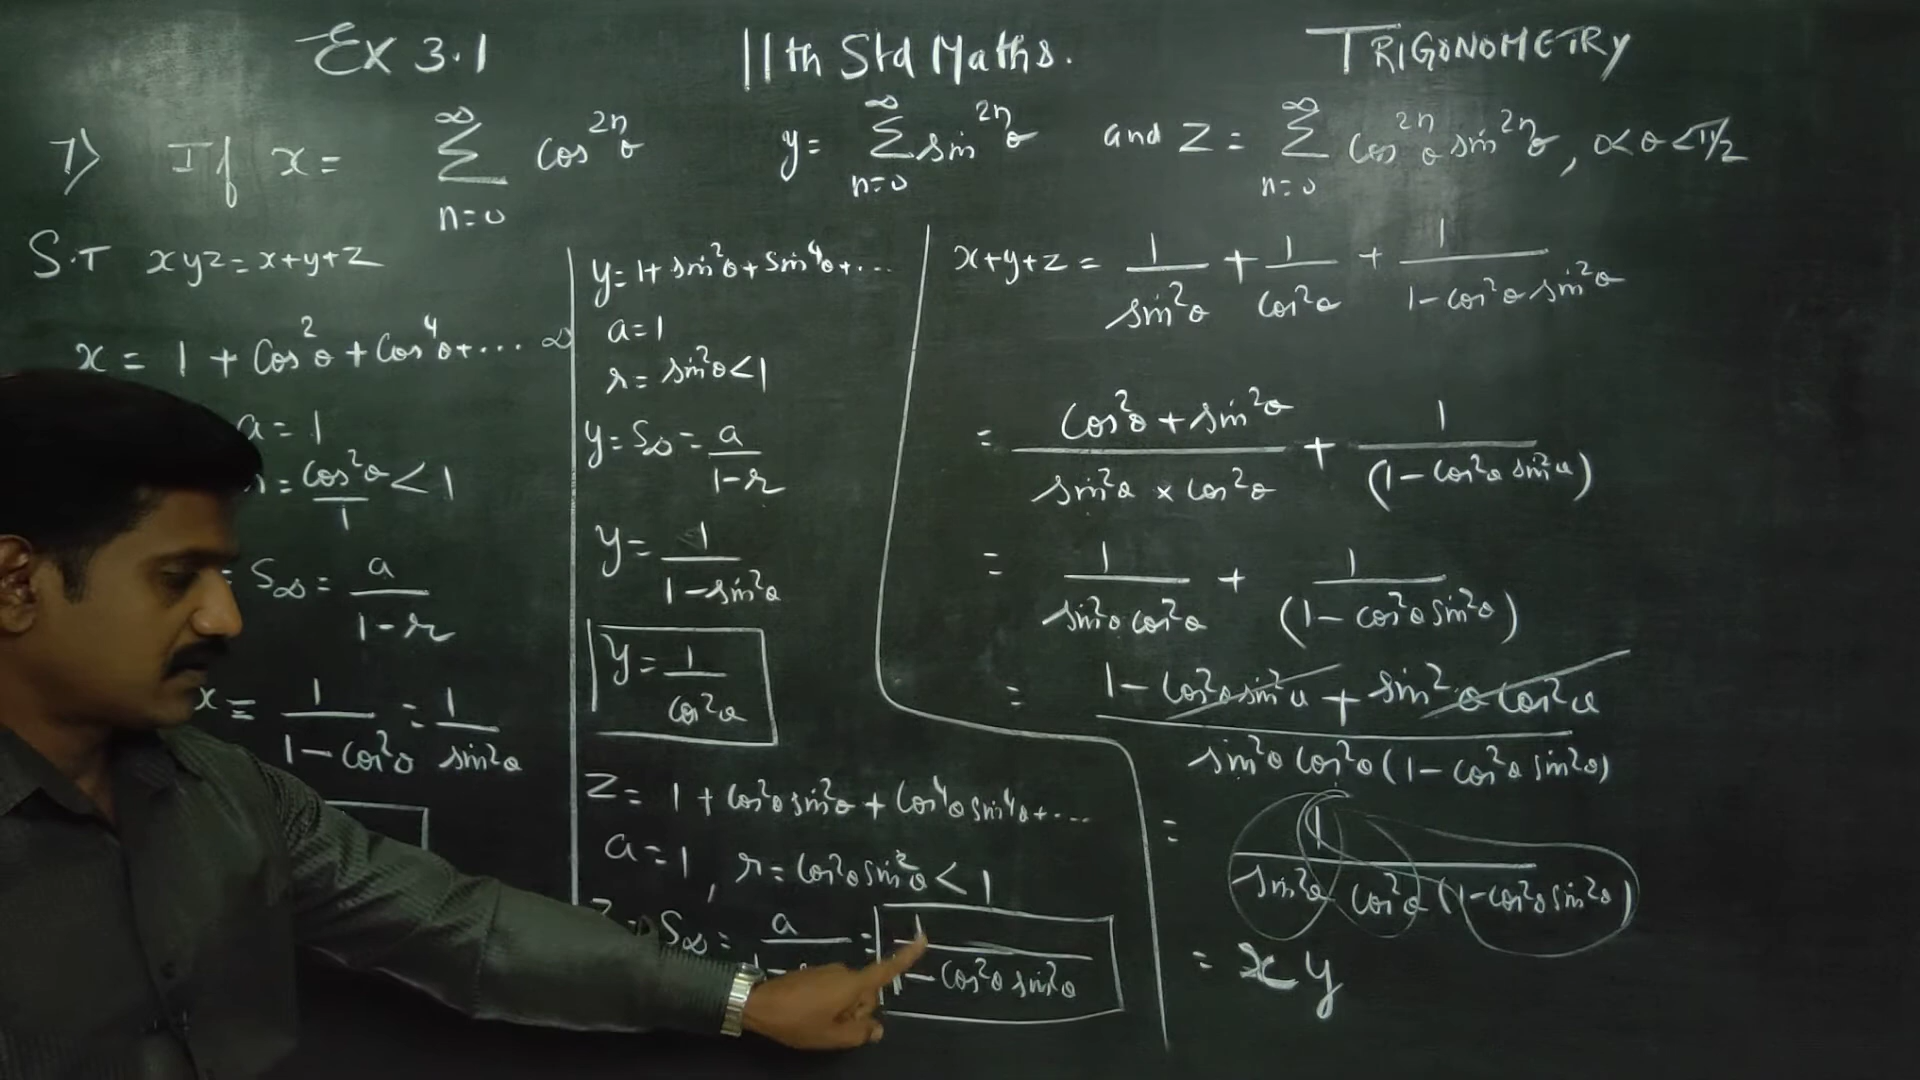 Ex 3.1 11th Std Maths. TRIGONOMETRY
7) If x = ∞ ∑ n=0 cos^2n θ y = ∞ ∑ n=0 sin^2n θ and Z = ∞ ∑ n=0 cos^2n θ sin^2n θ, 0<θ<π/2
S.T xyz = x+y+z
x = 1 + Cos²θ + Cos⁴θ + ... ∞
a = 1
= cos²θ/1 < 1
= S∞ = a/1-r
x = 1/1-cos²θ = 1/sin²θ
y = 1 + sin²θ + sin⁴θ + ...
a = 1
r = sin²θ < 1
y = S∞ = a/1-r
y = 1/1-sin²θ
y = 1/cos²θ
Z = 1 + cos²θ sin²θ + cos⁴θ sin⁴θ + ...
a = 1, r = cos²θ sin²θ < 1
S∞ = a = 1/1-cos²θ sin²θ
x+y+z = 1/sin²θ + 1/cos²θ + 1/1-cos²θ sin²θ
= cos²θ + sin²θ/sin²θ × cos²θ + 1/(1-cos²θ sin²θ)
= 1/sin²θ cos²θ + 1/(1-cos²θ sin²θ)
= 1-cos²θ sin²θ + sin²θ cos²θ/sin²θ cos²θ (1-cos²θ sin²θ)
= 1/sin²θ cos²θ (1-cos²θ sin²θ)
= x y